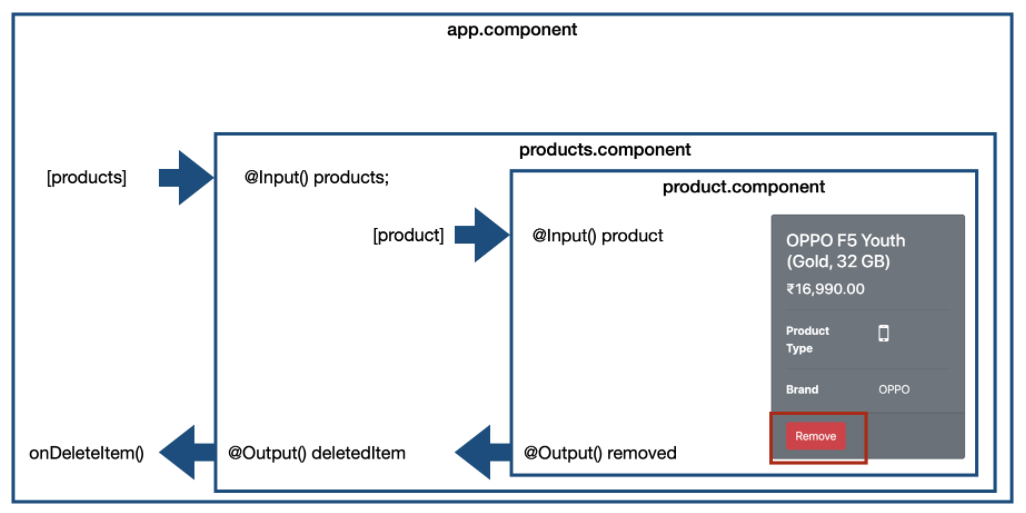 app.component
products.component
[products]
@Input() products;
product.component
[product]
@Input() product
OPPO F5 Youth
(Gold, 32 GB)
₹16,990.00
Product
Type
Brand OPPO
Remove
onDeleteItem()
@Output() deletedItem
@Output() removed